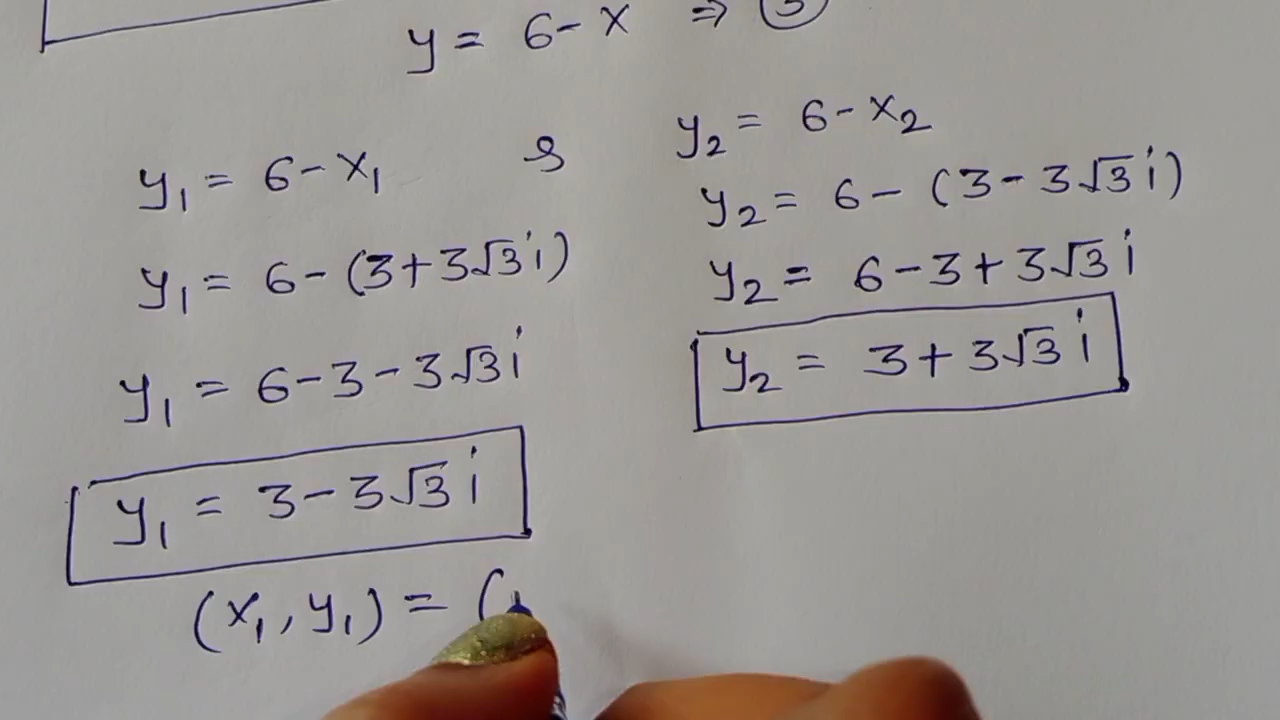 y = 6 - x ⇒ ③
y₁ = 6 - x₁ &
y₁ = 6 - (3 + 3√3 i)
y₁ = 6 - 3 - 3√3 i
y₁ = 3 - 3√3 i
(x₁, y₁) = (
y₂ = 6 - x₂
y₂ = 6 - (3 - 3√3 i)
y₂ = 6 - 3 + 3√3 i
y₂ = 3 + 3√3 i